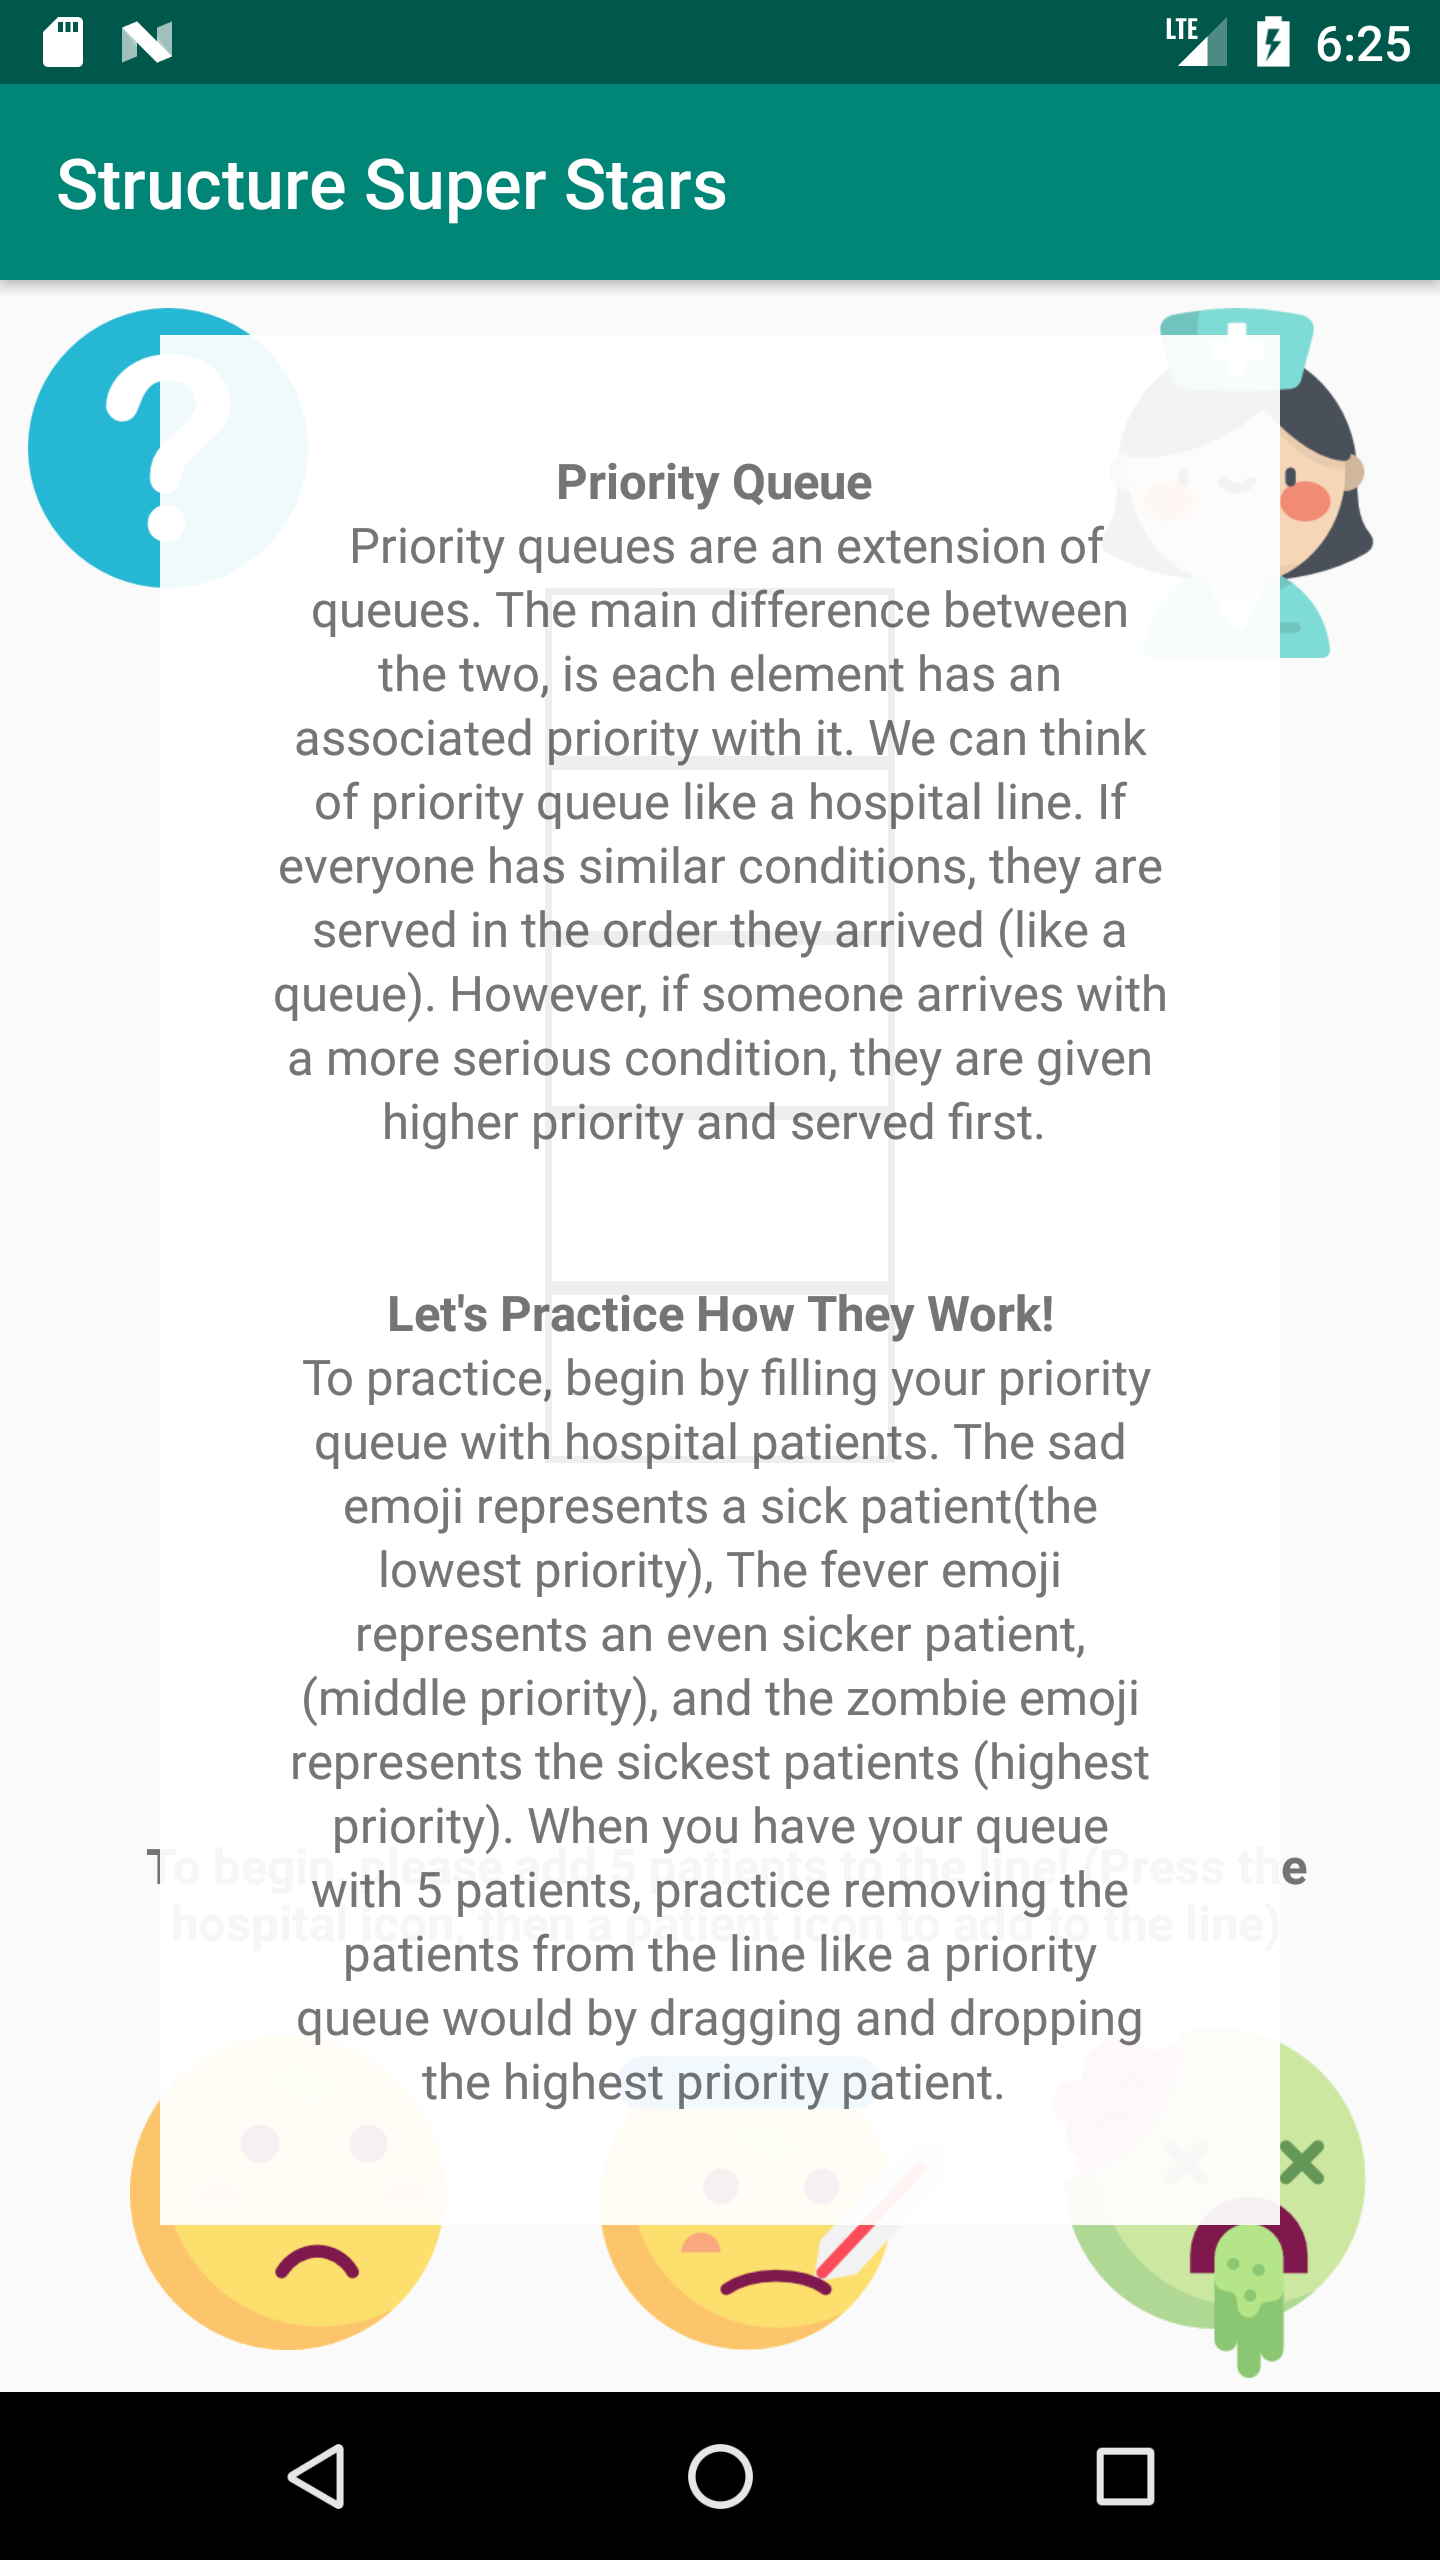 LTE 6:25
Structure Super Stars
Priority Queue
Priority queues are an extension of
queues. The main difference between
the two, is each element has an
associated priority with it. We can think
of priority queue like a hospital line. If
everyone has similar conditions, they are
served in the order they arrived (like a
queue). However, if someone arrives with
a more serious condition, they are given
higher priority and served first.
Let's Practice How They Work!
To practice, begin by filling your priority
queue with hospital patients. The sad
emoji represents a sick patient(the
lowest priority), The fever emoji
represents an even sicker patient,
(middle priority), and the zombie emoji
represents the sickest patients (highest
priority). When you have your queue
To begin, please add 5 patients to the line! (Press the
with 5 patients, practice removing the
hospital icon, then a patient icon to add to the line)
patients from the line like a priority
queue would by dragging and dropping
the highest priority patient.